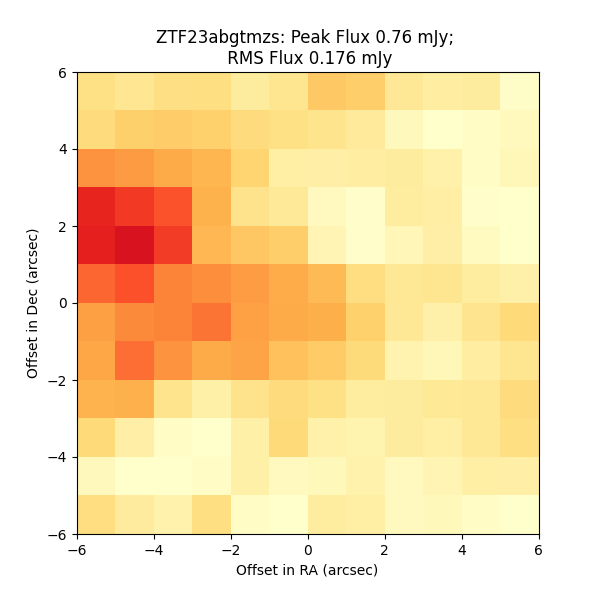 ZTF23abgtmzs: Peak Flux 0.76 mJy;
RMS Flux 0.176 mJy
6
4
2
0
−2
−4
−6
Offset in Dec (arcsec)
−6 −4 −2 0 2 4 6
Offset in RA (arcsec)